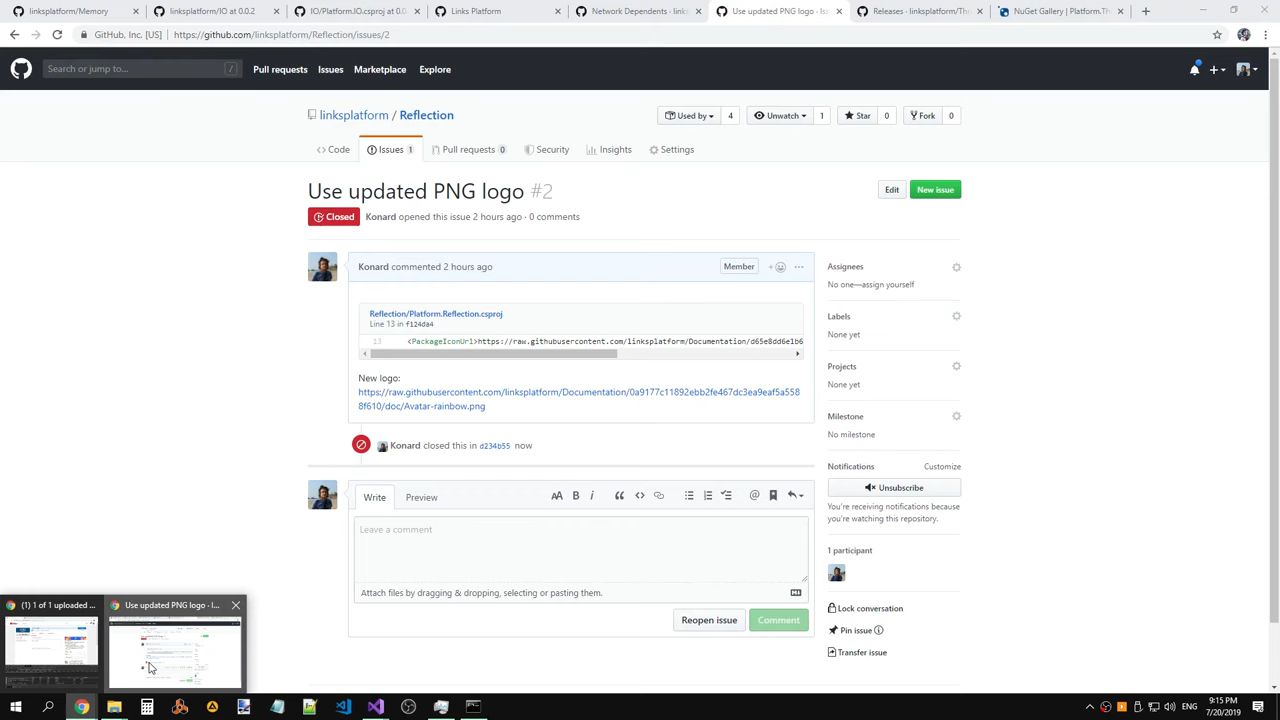 linksplatform/Memory
linksplatform/IO at 0.0.2
IO/Platform.IO.csproj at 0.0.
Links Platform
Network Dependents · links
Use updated PNG logo · Is
Releases · linksplatform/Th
NuGet Gallery | Platform.Th
GitHub, Inc. [US]
https://github.com/linksplatform/Reflection/issues/2
Search or jump to...
/
Pull requests
Issues
Marketplace
Explore
linksplatform / Reflection
Used by
4
Unwatch
1
Star
0
Fork
0
Code
Issues 1
Pull requests 0
Security
Insights
Settings
Use updated PNG logo #2
Edit
New issue
Closed
Konard opened this issue 2 hours ago · 0 comments
Konard commented 2 hours ago
Member
Reflection/Platform.Reflection.csproj
Line 13 in f124da4
13 <PackageIconUrl>https://raw.githubusercontent.com/linksplatform/Documentation/d65e8dd6e1b6
New logo:
https://raw.githubusercontent.com/linksplatform/Documentation/0a9177c11892ebb2fe467dc3ea9eaf5a558
8f610/doc/Avatar-rainbow.png
Konard closed this in d234b55 now
Write
Preview
Leave a comment
Attach files by dragging & dropping, selecting or pasting them.
Reopen issue
Comment
Assignees
No one—assign yourself
Labels
None yet
Projects
None yet
Milestone
No milestone
Notifications
Customize
Unsubscribe
You're receiving notifications because
you're watching this repository.
1 participant
Lock conversation
Pin issue
Transfer issue
(1) 1 of 1 uploaded ...
Use updated PNG logo · I...
ENG
9:15 PM
7/20/2019